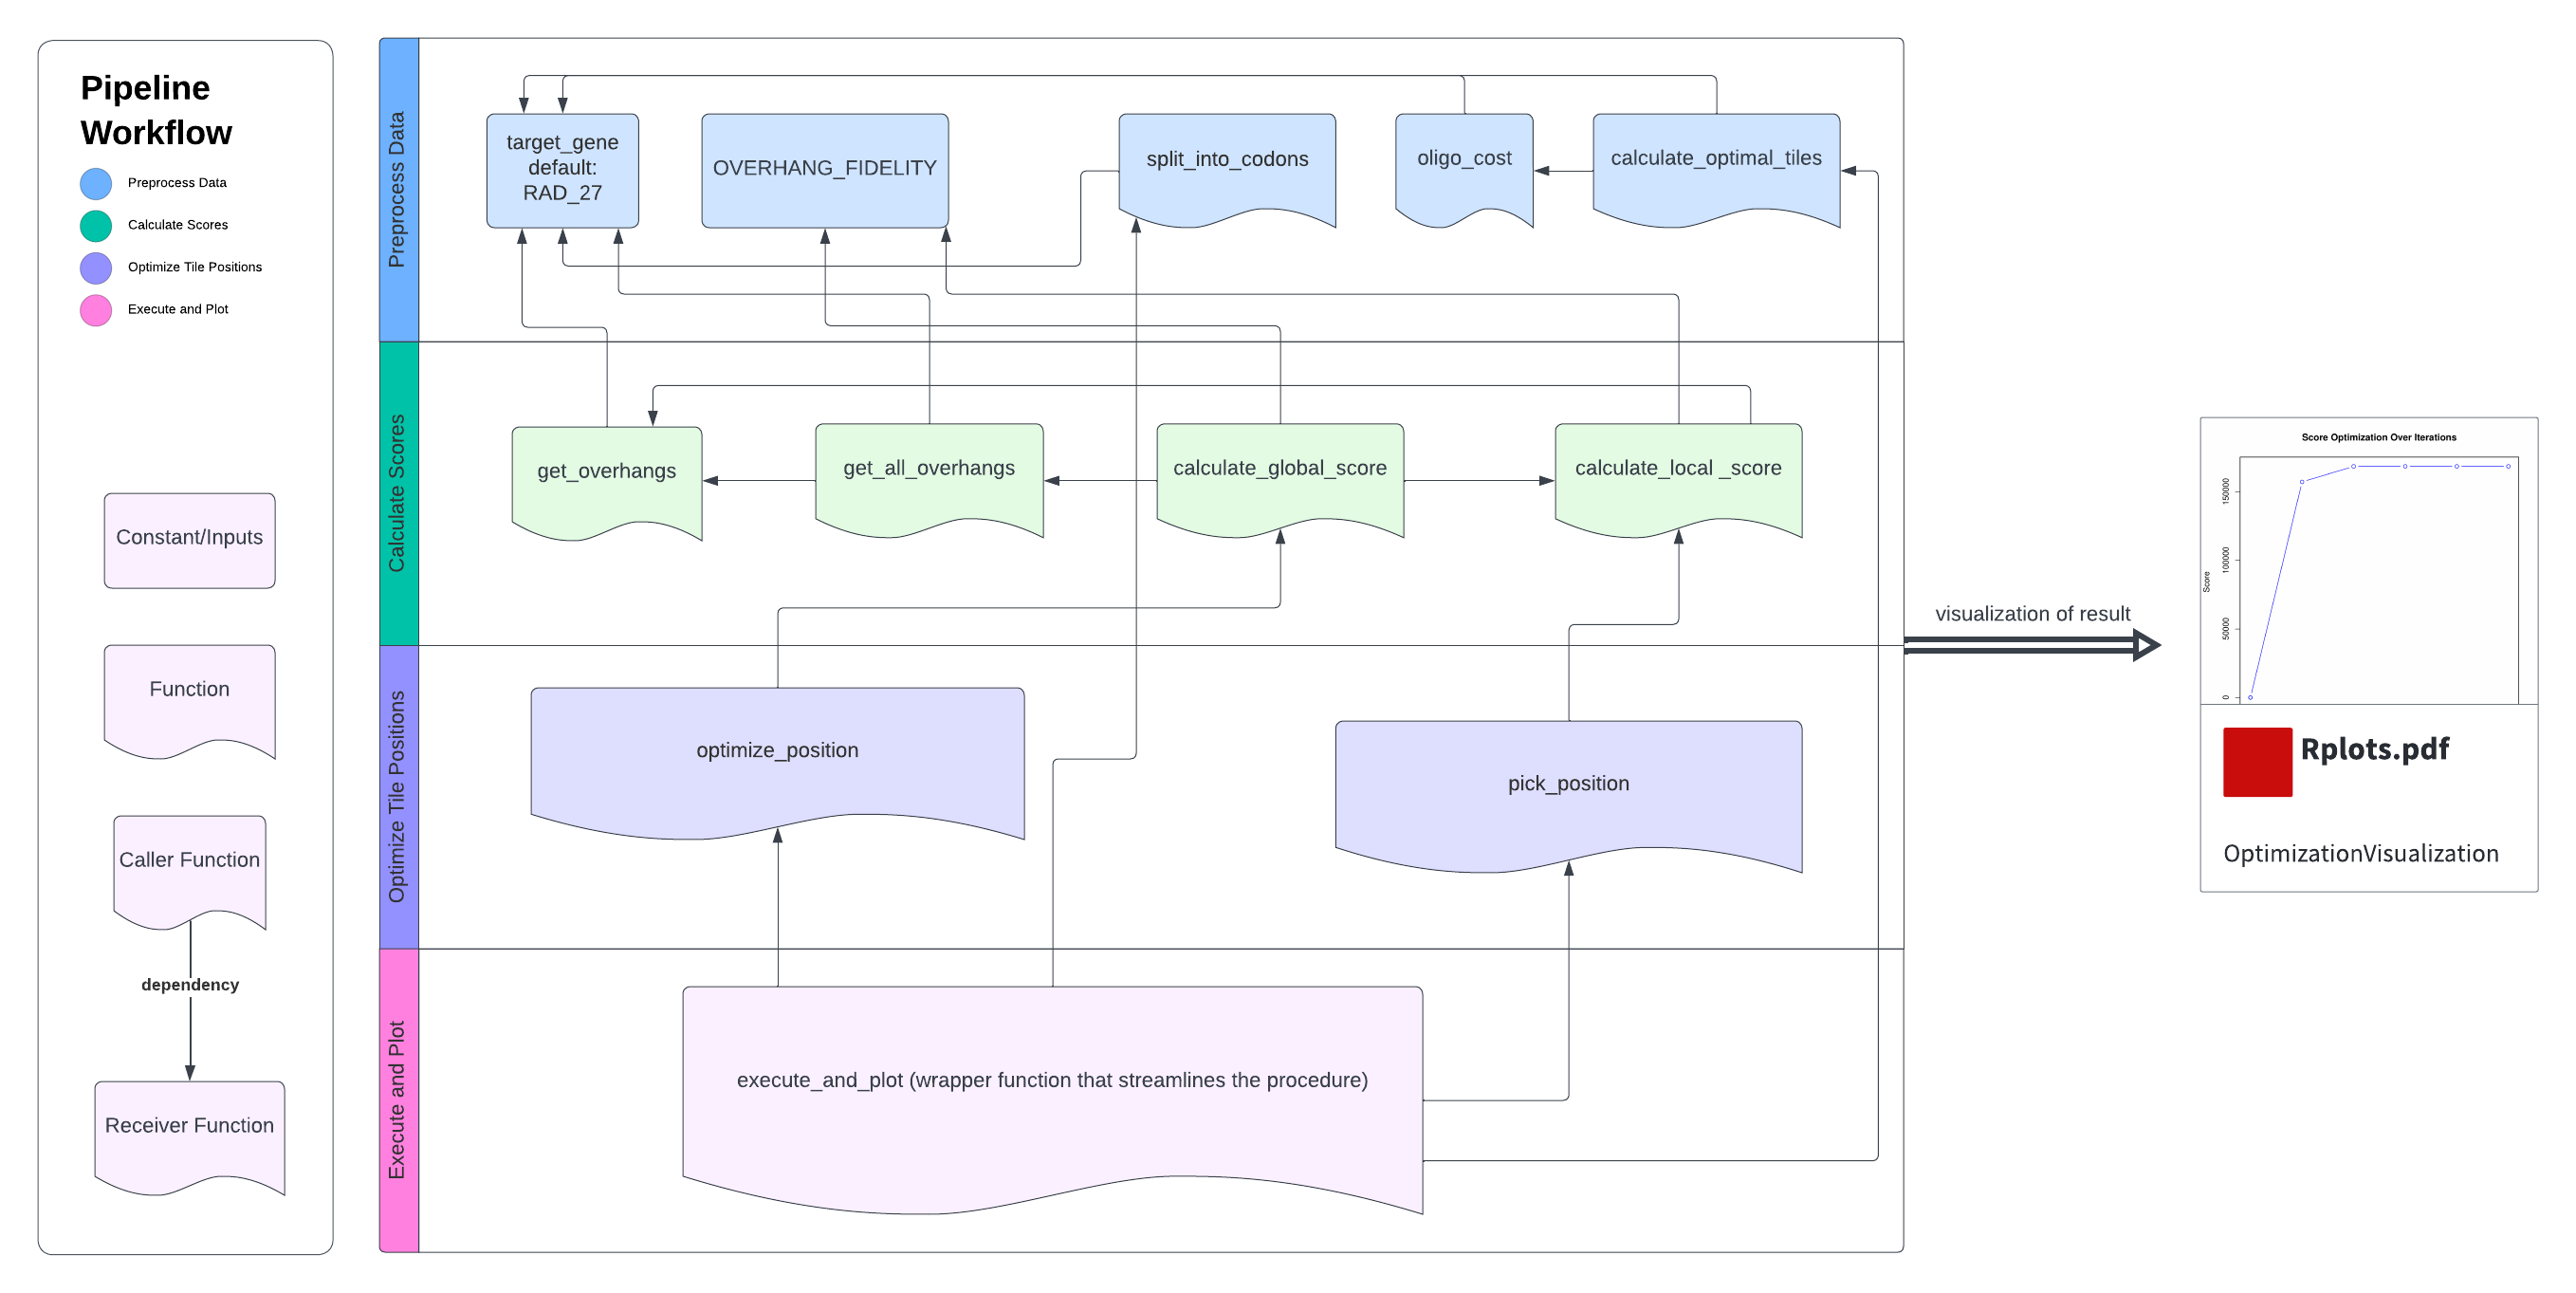 Pipeline
Workflow
Preprocess Data
Calculate Scores
Optimize Tile Positions
Execute and Plot
Constant/Inputs
Function
Caller Function
dependency
Receiver Function
Preprocess Data
target_gene
default:
RAD_27
OVERHANG_FIDELITY
split_into_codons
oligo_cost
calculate_optimal_tiles
Calculate Scores
get_overhangs
get_all_overhangs
calculate_global_score
calculate_local _score
Optimize Tile Positions
optimize_position
pick_position
Execute and Plot
execute_and_plot (wrapper function that streamlines the procedure)
visualization of result
Score Optimization Over Iterations
Score
150000
100000
50000
0
Rplots.pdf
OptimizationVisualization